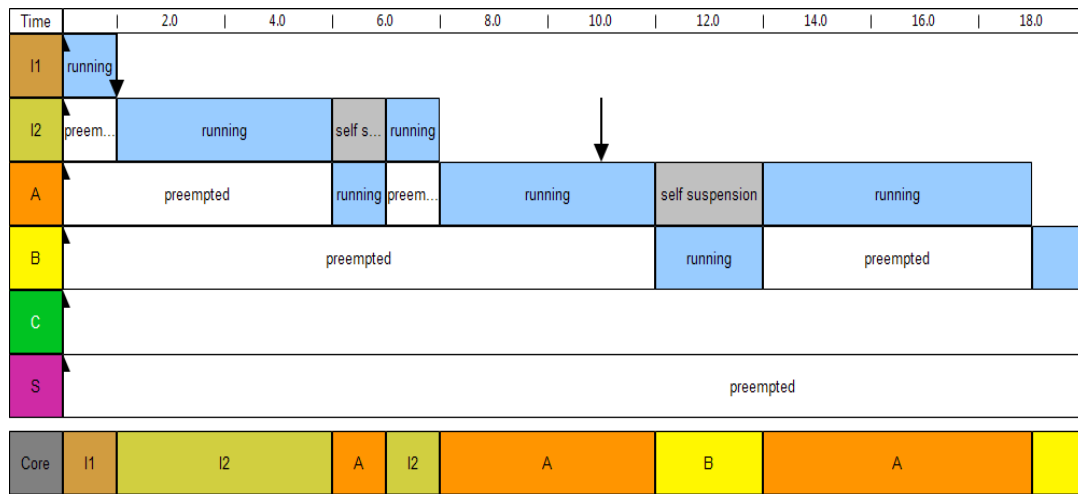 Time 2.0 4.0 6.0 8.0 10.0 12.0 14.0 16.0 18.0
I1 running
I2 preem... running self s... running
A preempted running preem... running self suspension running
B preempted running preempted
C
S preempted
Core I1 I2 A I2 A B A